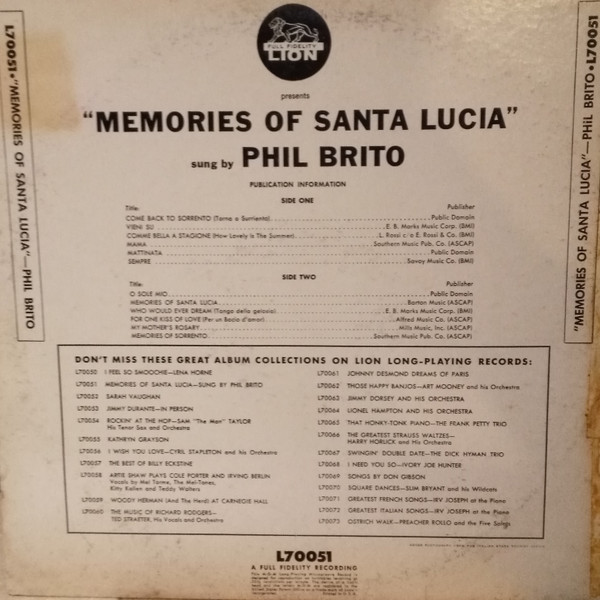 FULL FIDELITY
LION
presents
"MEMORIES OF SANTA LUCIA"
sung by PHIL BRITO
PUBLICATION INFORMATION
SIDE ONE
Title: Publisher
COME BACK TO SORRENTO (Torna a Surriento) Public Domain
VIENI SU E. B. Marks Music Corp. (BMI)
COMME BELLA A STAGIONE (How Lovely Is The Summer) L. Rossi c/o E. Rossi & Co. (BMI)
MAMA Southern Music Pub. Co. (ASCAP)
MATTINATA Public Domain
SEMPRE Savoy Music Co. (BMI)
SIDE TWO
Title: Publisher
O SOLE MIO Public Domain
MEMORIES OF SANTA LUCIA Barton Music (ASCAP)
WHO WOULD EVER DREAM (Tango della gelosia) E. B. Marks Music Corp. (BMI)
FOR ONE KISS OF LOVE (Per un Bacio d'amor) Alfred Music Co. (ASCAP)
MY MOTHER'S ROSARY Mills Music, Inc. (ASCAP)
MEMORIES OF SORRENTO Southern Music Pub. Co. (ASCAP)
DON'T MISS THESE GREAT ALBUM COLLECTIONS ON LION LONG-PLAYING RECORDS:
L70050 I FEEL SO SMOOCHIE—LENA HORNE
L70051 MEMORIES OF SANTA LUCIA—SUNG BY PHIL BRITO
L70052 SARAH VAUGHAN
L70053 JIMMY DURANTE—IN PERSON
L70054 ROCKIN' AT THE HOP—SAM "The Man" TAYLOR
His Tenor Sax and Orchestra
L70055 KATHRYN GRAYSON
L70056 I WISH YOU LOVE—CYRIL STAPLETON and his Orchestra
L70057 THE BEST OF BILLY ECKSTINE
L70058 ARTIE SHAW PLAYS COLE PORTER AND IRVING BERLIN
Vocals by Mel Torme, The Mel-Tones,
Kitty Kallen and Teddy Walters
L70059 WOODY HERMAN (And The Herd) AT CARNEGIE HALL
L70060 THE MUSIC OF RICHARD RODGERS—
TED STRAETER, His Vocals and Orchestra
L70061 JOHNNY DESMOND DREAMS OF PARIS
L70062 THOSE HAPPY BANJOS—ART MOONEY and his Orchestra
L70063 JIMMY DORSEY AND HIS ORCHESTRA
L70064 LIONEL HAMPTON AND HIS ORCHESTRA
L70065 THAT HONKY-TONK PIANO—THE FRANK PETTY TRIO
L70066 THE GREATEST STRAUSS WALTZES—
HARRY HORLICK and His Orchestra
L70067 'SWINGIN' DOUBLE DATE—THE DICK HYMAN TRIO
L70068 I NEED YOU SO—IVORY JOE HUNTER
L70069 SONGS BY DON GIBSON
L70070 SQUARE DANCES—SLIM BRYANT and his Wildcats
L70071 GREATEST FRENCH SONGS—IRV JOSEPH at the Piano
L70072 GREATEST ITALIAN SONGS—IRV JOSEPH at the Piano
L70073 OSTRICH WALK—PREACHER ROLLO and the Five Saints
L70051
A FULL FIDELITY RECORDING
L70051•"MEMORIES OF SANTA LUCIA"—PHIL BRITO
"MEMORIES OF SANTA LUCIA"—PHIL BRITO•L70051